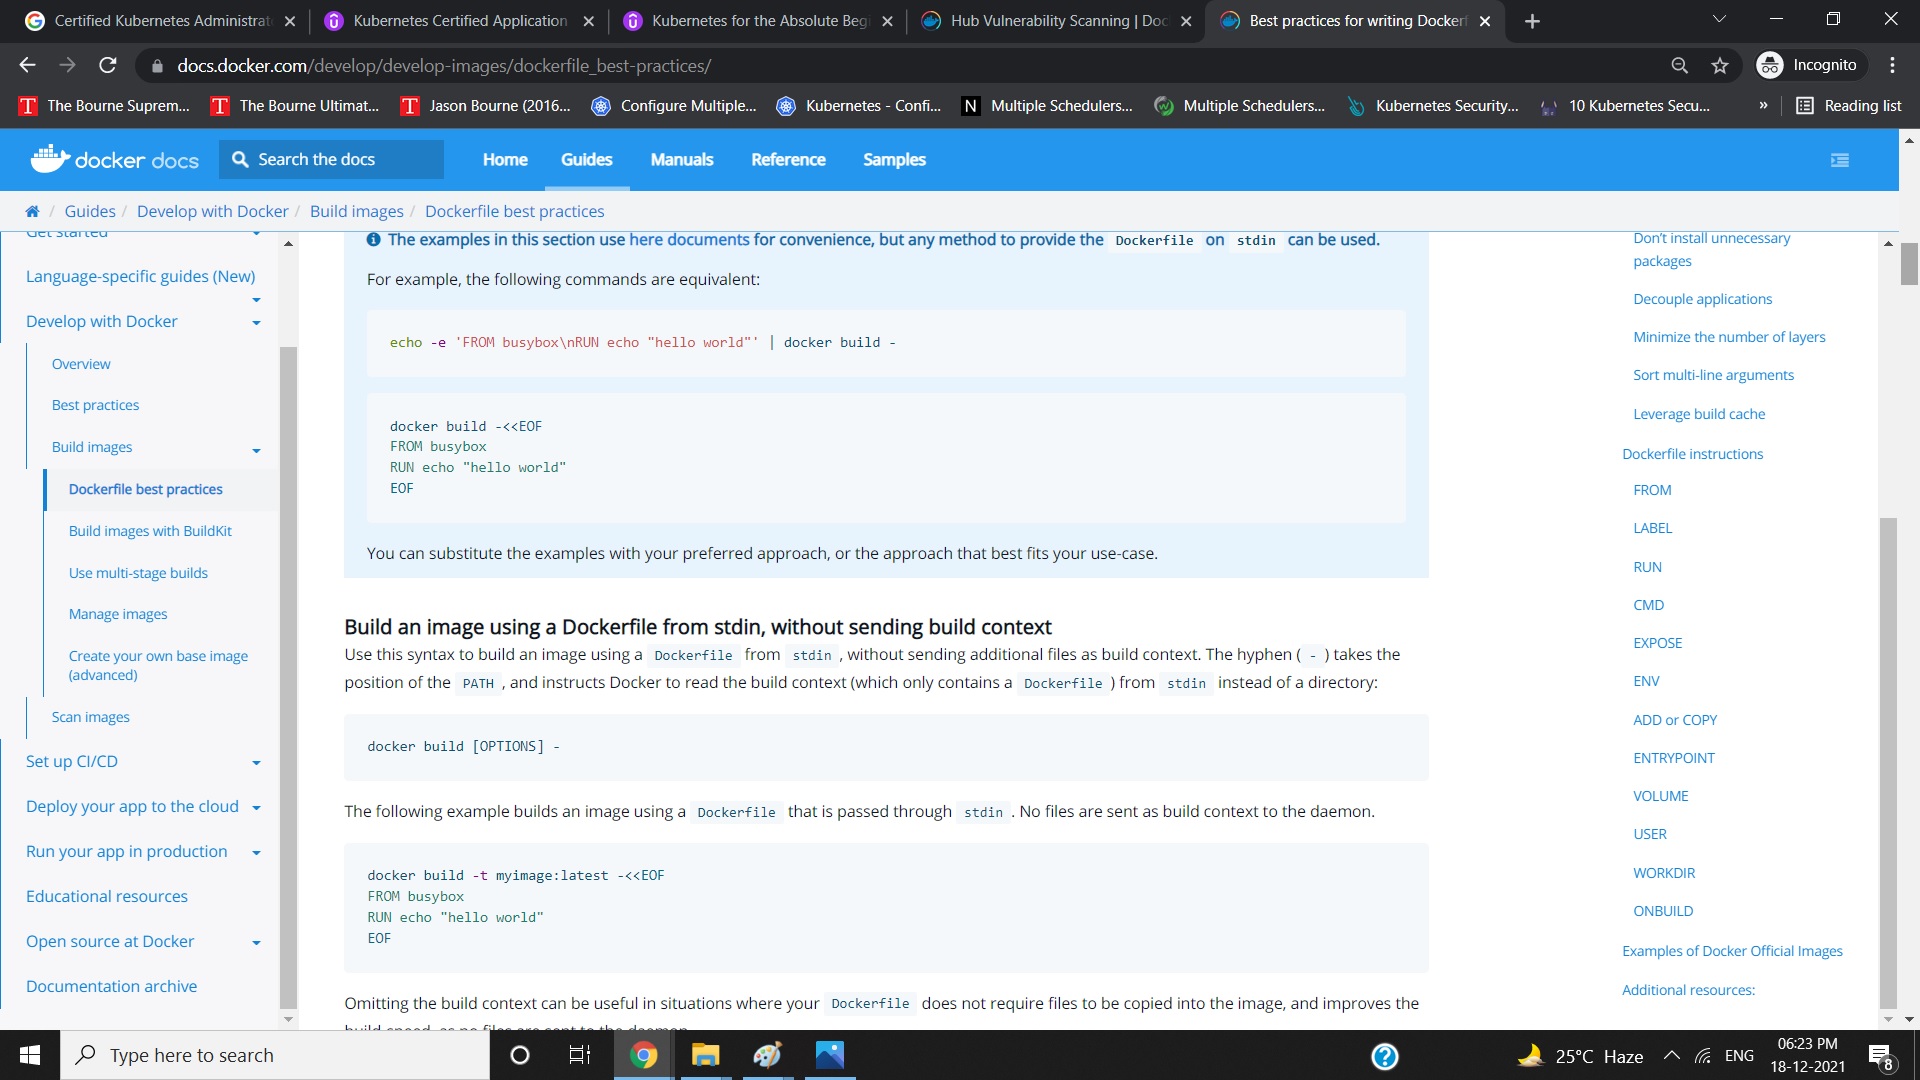 Certified Kubernetes Administrat
Kubernetes Certified Application
Kubernetes for the Absolute Begi
Hub Vulnerability Scanning | Doc
Best practices for writing Dockerf
docs.docker.com/develop/develop-images/dockerfile_best-practices/
Incognito
The Bourne Suprem...
The Bourne Ultimat...
Jason Bourne (2016...
Configure Multiple...
Kubernetes - Confi...
Multiple Schedulers...
Multiple Schedulers...
Kubernetes Security...
10 Kubernetes Secu...
»
Reading list
docker docs
Search the docs
Home
Guides
Manuals
Reference
Samples
/ Guides / Develop with Docker / Build images / Dockerfile best practices
Get started
Language-specific guides (New)
Develop with Docker
Overview
Best practices
Build images
Dockerfile best practices
Build images with BuildKit
Use multi-stage builds
Manage images
Create your own base image
(advanced)
Scan images
Set up CI/CD
Deploy your app to the cloud
Run your app in production
Educational resources
Open source at Docker
Documentation archive
The examples in this section use here documents for convenience, but any method to provide the Dockerfile on stdin can be used.
For example, the following commands are equivalent:
echo -e 'FROM busybox\nRUN echo "hello world"' | docker build -
docker build -<<EOF
FROM busybox
RUN echo "hello world"
EOF
You can substitute the examples with your preferred approach, or the approach that best fits your use-case.
Build an image using a Dockerfile from stdin, without sending build context
Use this syntax to build an image using a Dockerfile from stdin , without sending additional files as build context. The hyphen ( - ) takes the
position of the PATH , and instructs Docker to read the build context (which only contains a Dockerfile ) from stdin instead of a directory:
docker build [OPTIONS] -
The following example builds an image using a Dockerfile that is passed through stdin . No files are sent as build context to the daemon.
docker build -t myimage:latest -<<EOF
FROM busybox
RUN echo "hello world"
EOF
Omitting the build context can be useful in situations where your Dockerfile does not require files to be copied into the image, and improves the
build speed, as no files are sent to the daemon.
Don't install unnecessary
packages
Decouple applications
Minimize the number of layers
Sort multi-line arguments
Leverage build cache
Dockerfile instructions
FROM
LABEL
RUN
CMD
EXPOSE
ENV
ADD or COPY
ENTRYPOINT
VOLUME
USER
WORKDIR
ONBUILD
Examples of Docker Official Images
Additional resources:
Type here to search
25°C Haze
ENG
06:23 PM
18-12-2021
8